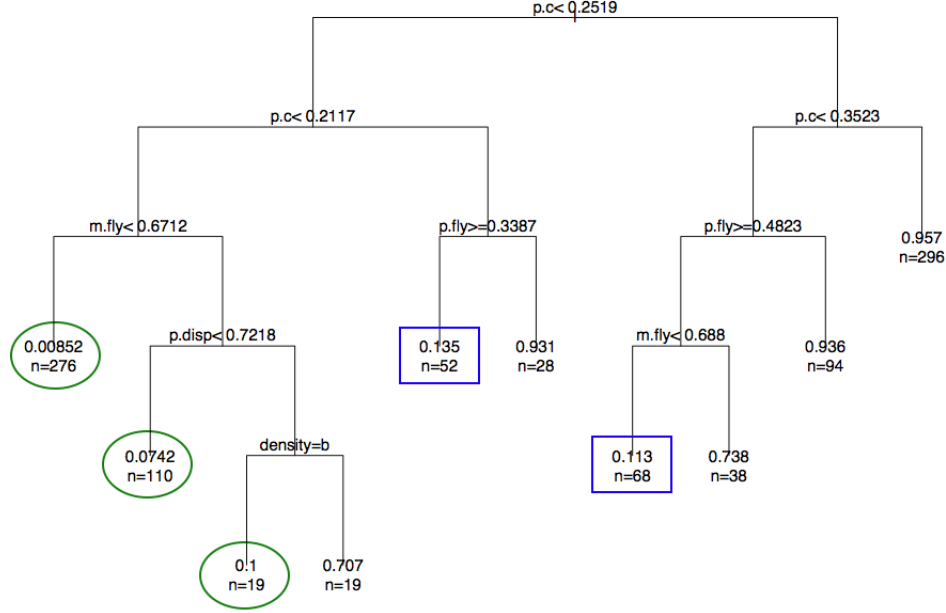 p.c< 0.2519
p.c< 0.2117
p.c< 0.3523
m.fly< 0.6712
p.fly>=0.3387
p.fly>=0.4823
0.957
n=296
0.00852
n=276
p.disp< 0.7218
0.135
n=52
0.931
n=28
m.fly< 0.688
0.936
n=94
0.0742
n=110
density=b
0.113
n=68
0.738
n=38
0.1
n=19
0.707
n=19